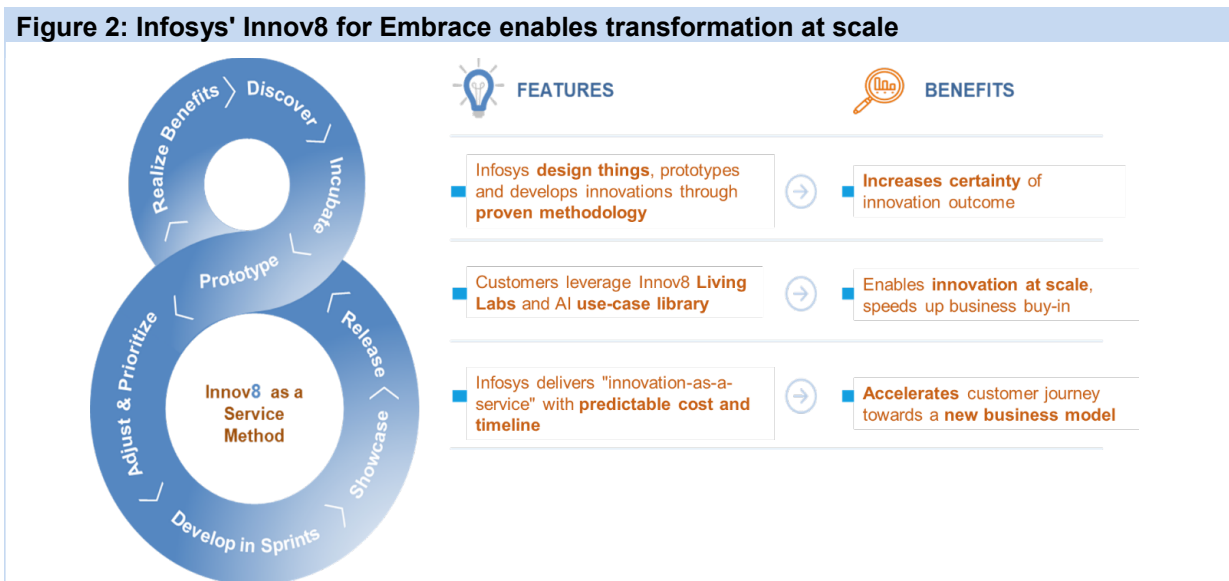 Figure 2: Infosys' Innov8 for Embrace enables transformation at scale
Realize Benefits
Discover
Incubate
Prototype
Adjust & Prioritize
Develop in Sprints
Showcase
Release
Innov8 as a
Service
Method
FEATURES
BENEFITS
Infosys design things, prototypes
and develops innovations through
proven methodology
Increases certainty of
innovation outcome
Customers leverage Innov8 Living
Labs and AI use-case library
Enables innovation at scale,
speeds up business buy-in
Infosys delivers "innovation-as-a-
service" with predictable cost and
timeline
Accelerates customer journey
towards a new business model